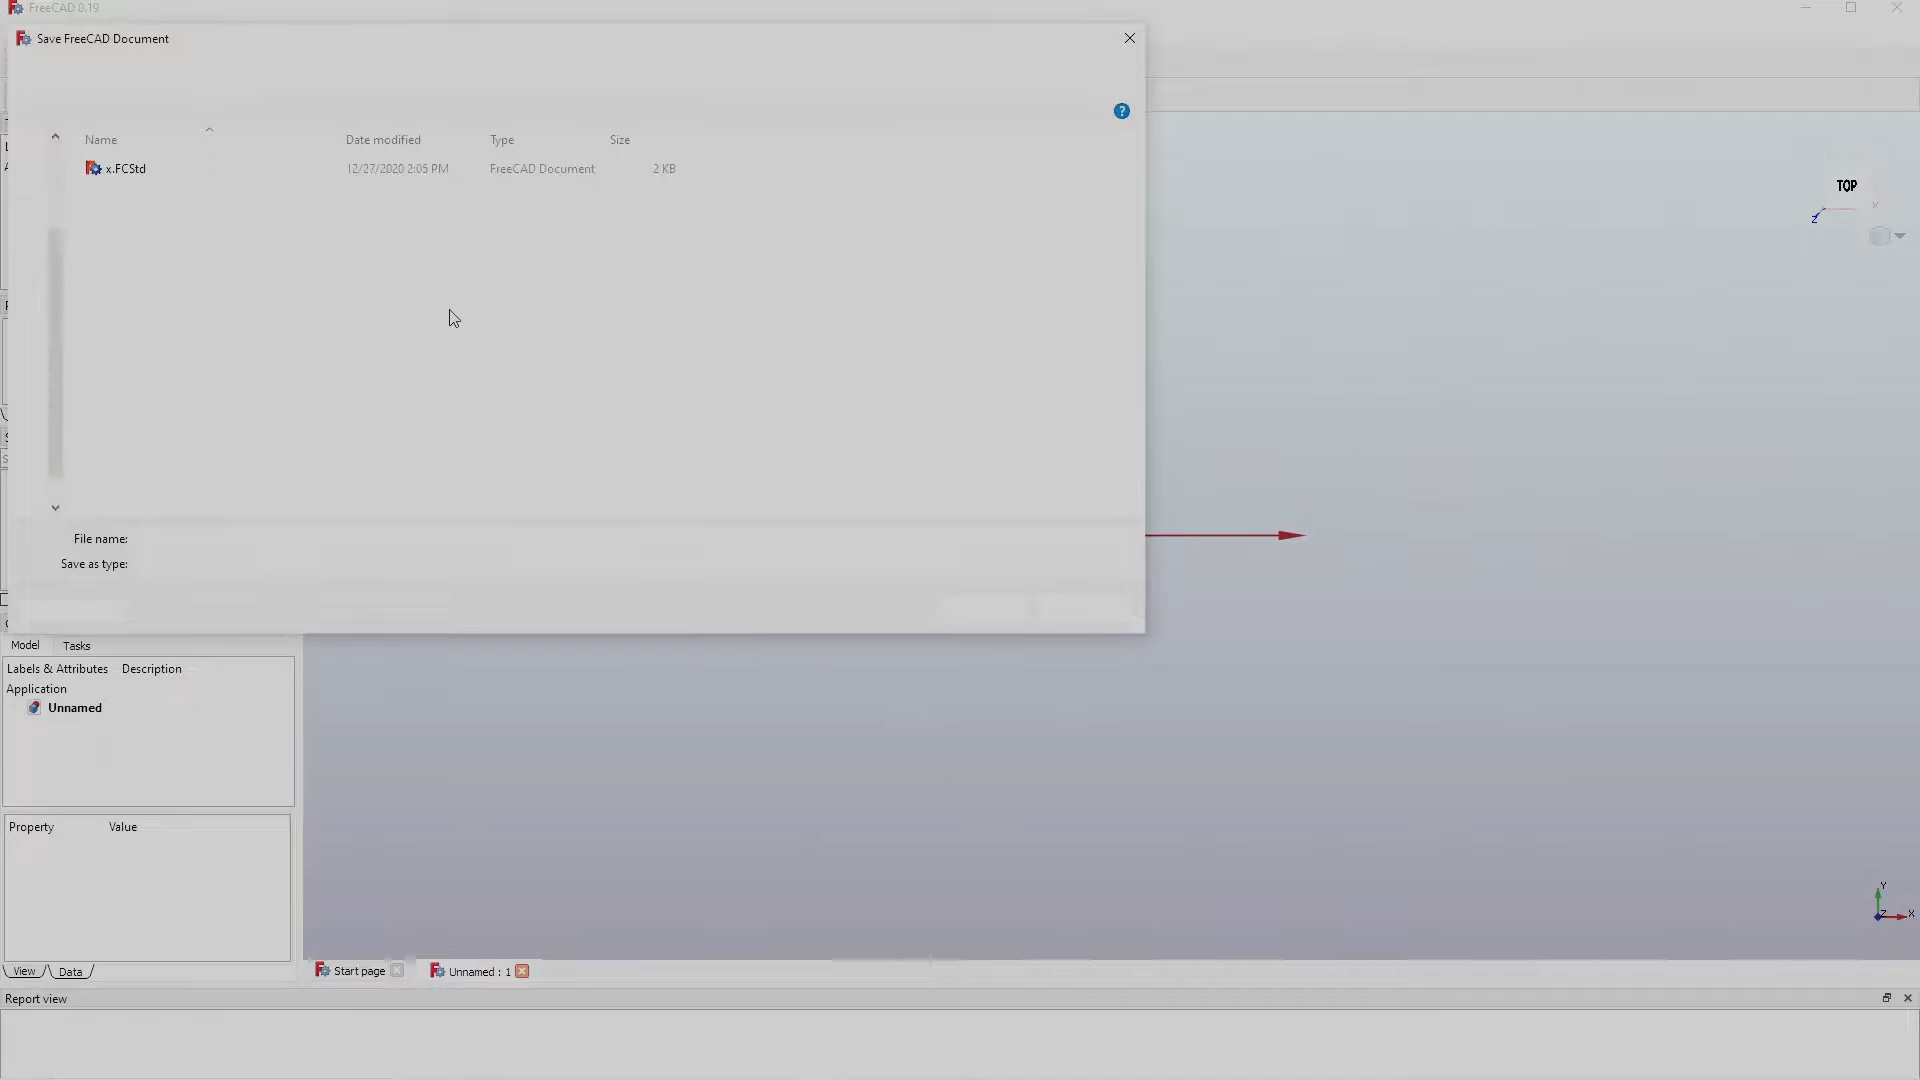 FreeCAD 0.19
Save FreeCAD Document
?
Name Date modified Type Size
x.FCStd 12/27/2020 2:05 PM FreeCAD Document 2 KB
TOP
Z
X
File name:
Save as type:
Model Tasks
Labels & Attributes Description
Application
Unnamed
Property Value
Y
Z X
View Data
Start page Unnamed : 1
Report view